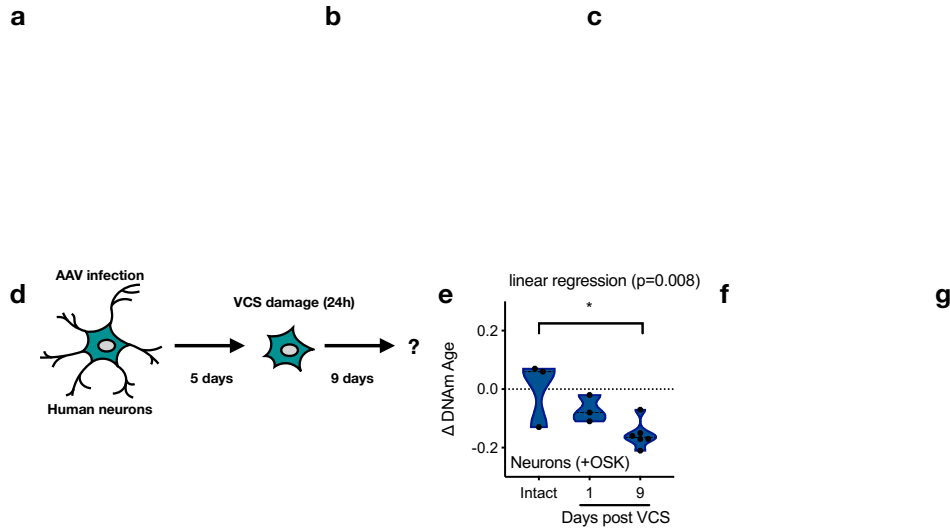 a
b
c
d
AAV infection
VCS damage (24h)
5 days
9 days
?
Human neurons
e
linear regression (p=0.008)
*
Δ DNAm Age
0.2
0.0
-0.2
Neurons (+OSK)
Intact
1
9
Days post VCS
f
g